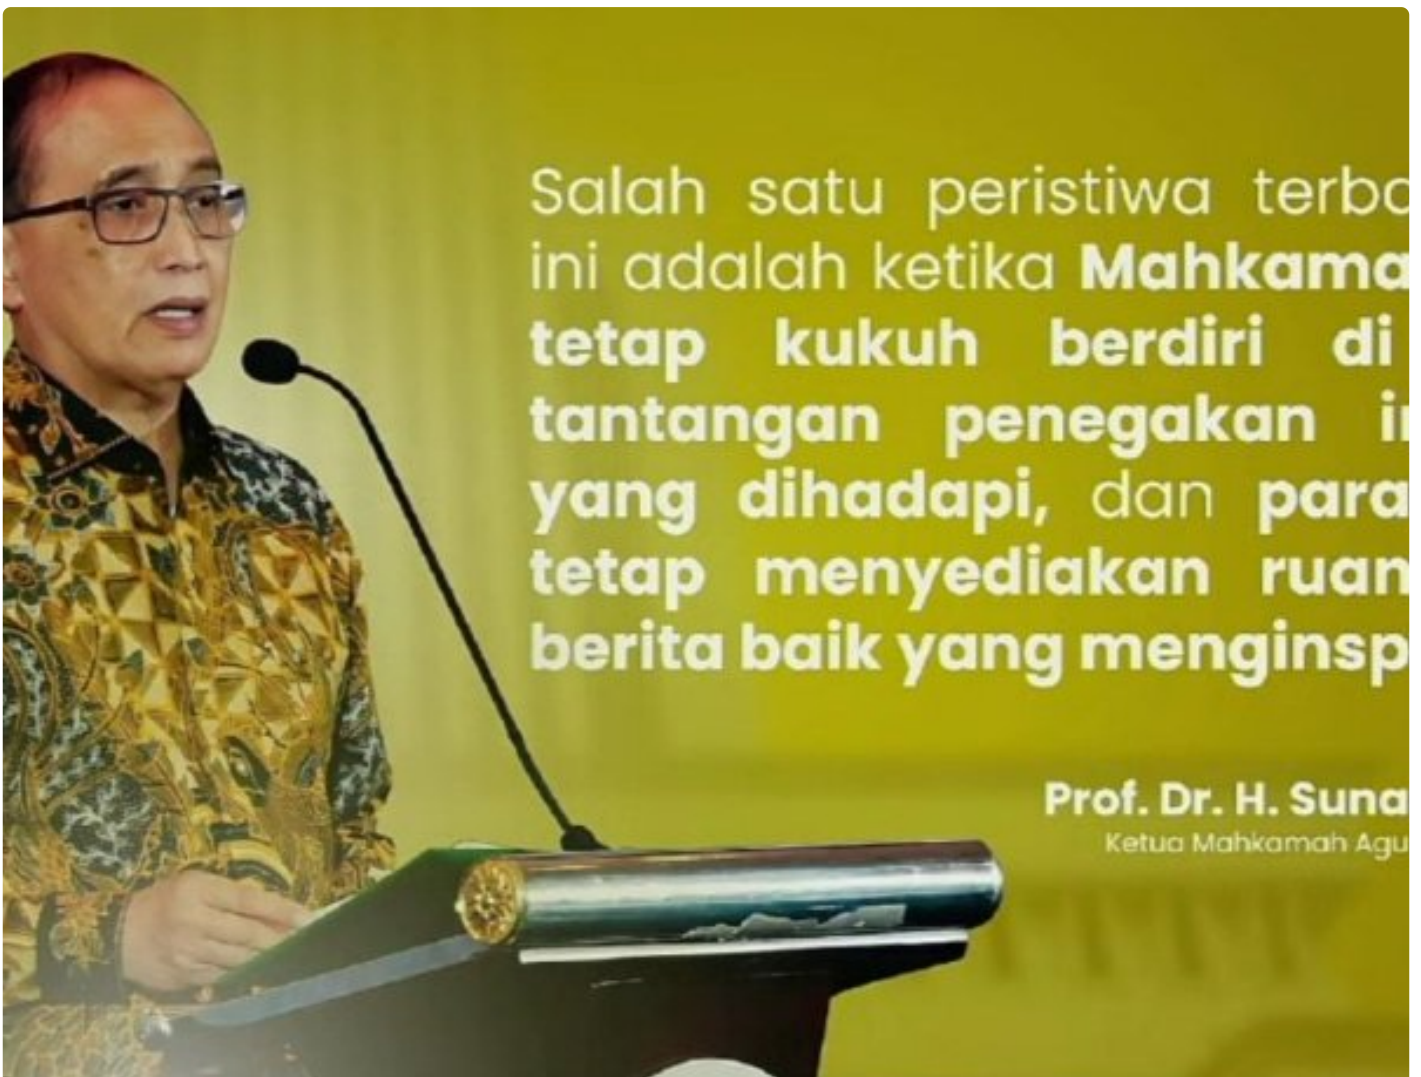 Salah satu peristiwa terba
ini adalah ketika Mahkama
tetap kukuh berdiri di
tantangan penegakan i
yang dihadapi, dan para
tetap menyediakan ruan
berita baik yang menginsp
Prof. Dr. H. Suna
Ketua Mahkamah Agu